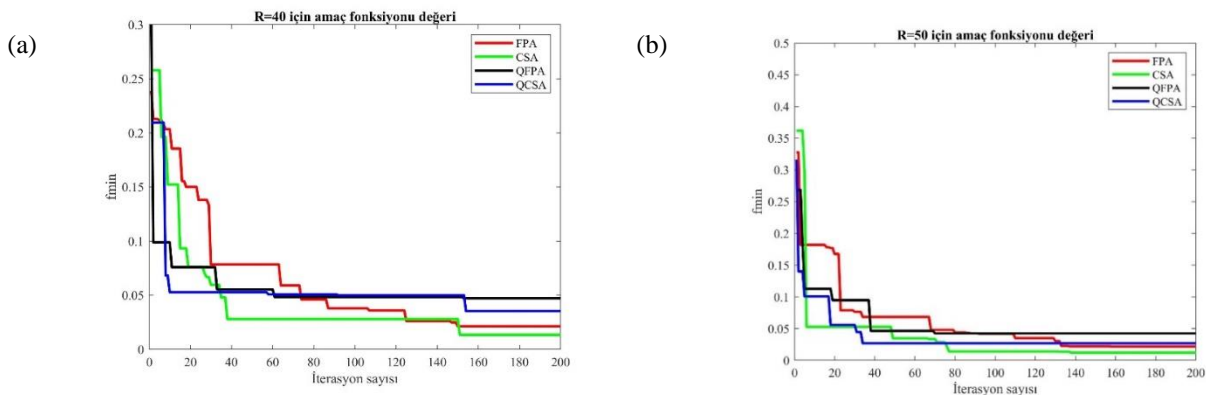 (a)
R=40 için amaç fonksiyonu değeri
0.3
0.25
0.2
0.15
0.1
0.05
0
fmin
FPA
CSA
QFPA
QCSA
0 20 40 60 80 100 120 140 160 180 200
İterasyon sayısı
(b)
R=50 için amaç fonksiyonu değeri
0.5
0.45
0.4
0.35
0.3
0.25
0.2
0.15
0.1
0.05
0
fmin
FPA
CSA
QFPA
QCSA
0 20 40 60 80 100 120 140 160 180 200
İterasyon sayısı